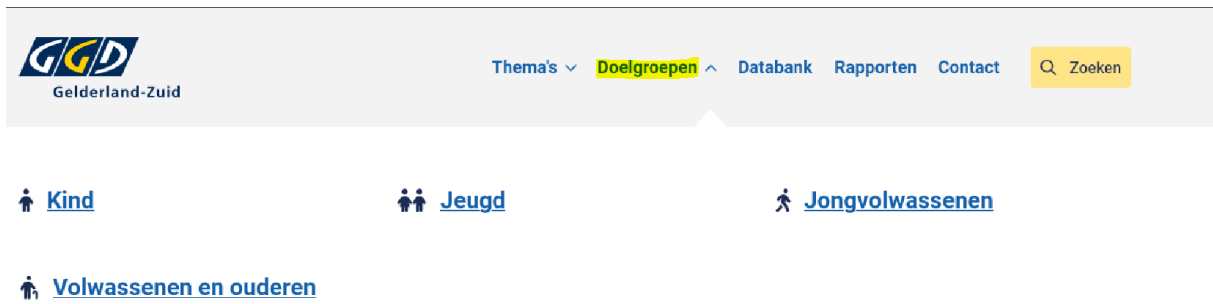 GGD
Gelderland-Zuid
Thema's Doelgroepen Databank Rapporten Contact Zoeken
Kind Jeugd Jongvolwassenen
Volwassenen en ouderen